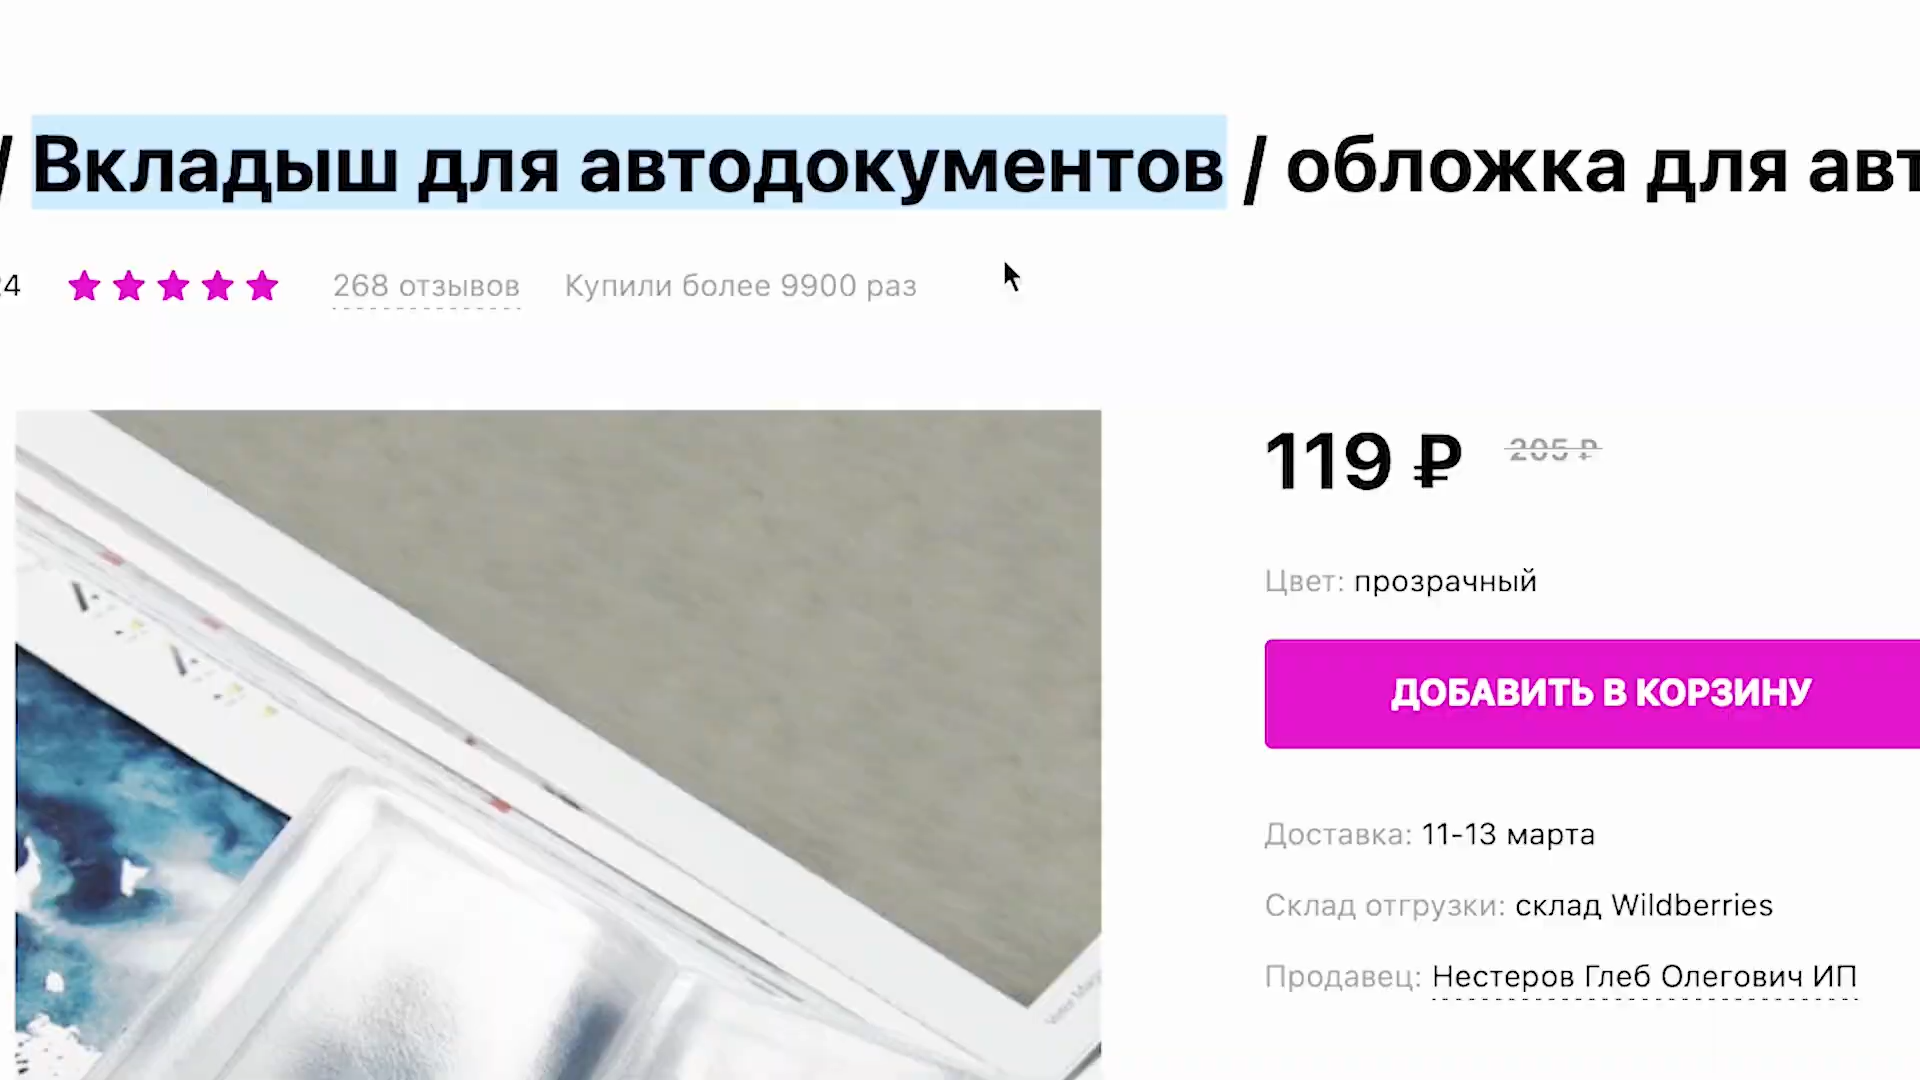 / Вкладыш для автодокументов / обложка для авт
24 268 отзывов Купили более 9900 раз
119 ₽ 205 ₽
Цвет: прозрачный
ДОБАВИТЬ В КОРЗИНУ
Доставка: 11-13 марта
Склад отгрузки: склад Wildberries
Продавец: Нестеров Глеб Олегович ИП